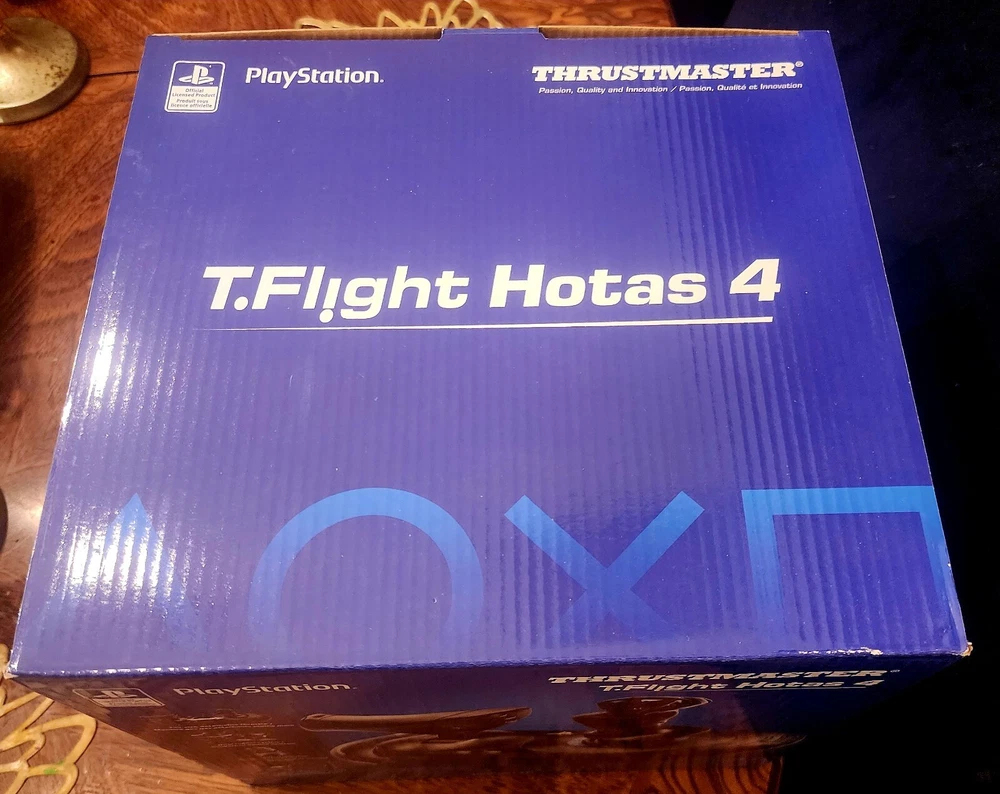 Official
Licensed Product
Produit sous
licence officielle
PlayStation®
THRUSTMASTER®
Passion, Quality and Innovation / Passion, Qualité et Innovation
T.Flight Hotas 4
PlayStation®
THRUSTMASTER®
T.Flight Hotas 4